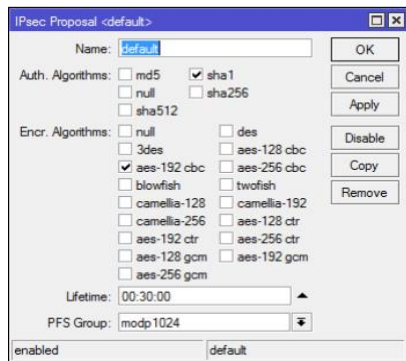 IPsec Proposal <default>
Name: default
OK
Auth. Algorithms: md5 sha1
Cancel
null sha256
Apply
sha512
Encr. Algorithms: null des
Disable
3des aes-128 cbc
aes-192 cbc aes-256 cbc
Copy
blowfish twofish
Remove
camellia-128 camellia-192
camellia-256 aes-128 ctr
aes-192 ctr aes-256 ctr
aes-128 gcm aes-192 gcm
aes-256 gcm
Lifetime: 00:30:00
PFS Group: modp1024
enabled default